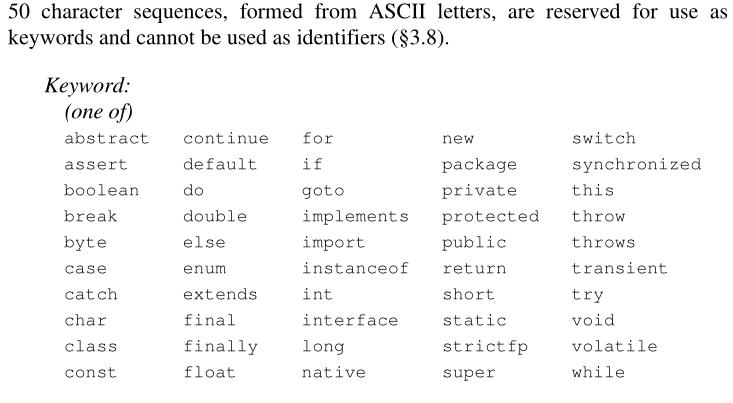 50 character sequences, formed from ASCII letters, are reserved for use as
keywords and cannot be used as identifiers (§3.8).
Keyword:
(one of)
abstract continue for new switch
assert default if package synchronized
boolean do goto private this
break double implements protected throw
byte else import public throws
case enum instanceof return transient
catch extends int short try
char final interface static void
class finally long strictfp volatile
const float native super while